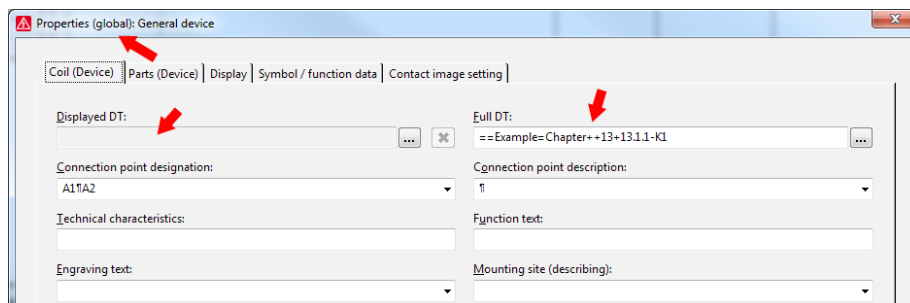 Properties (global): General device
Coil (Device) Parts (Device) Display Symbol / function data Contact image setting
Displayed DT: Full DT:
... ==Example=Chapter++13+13.1.1-K1 ...
Connection point designation: Connection point description:
A1¶A2 ¶
Technical characteristics: Function text:
Engraving text: Mounting site (describing):